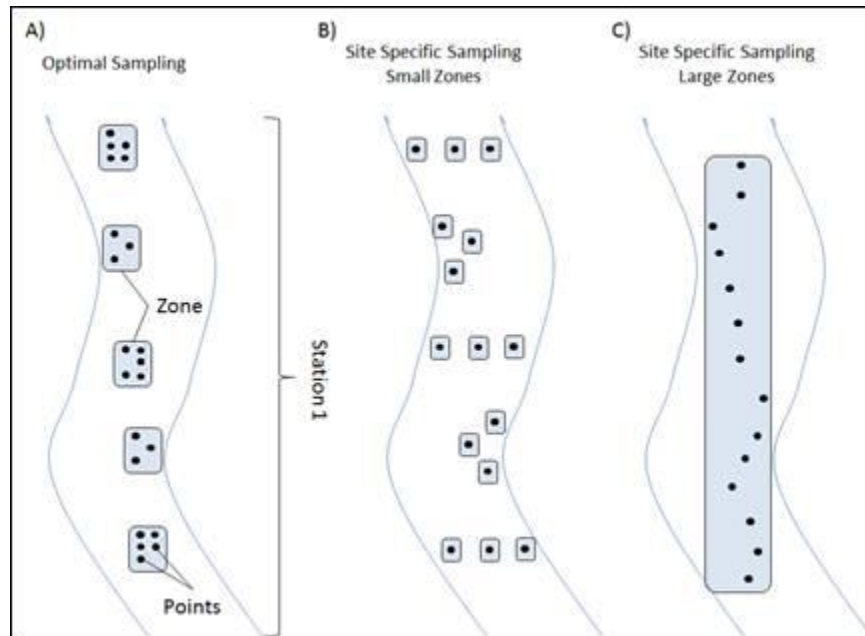 A)
Optimal Sampling
B)
Site Specific Sampling
Small Zones
C)
Site Specific Sampling
Large Zones
Zone
Station 1
Points